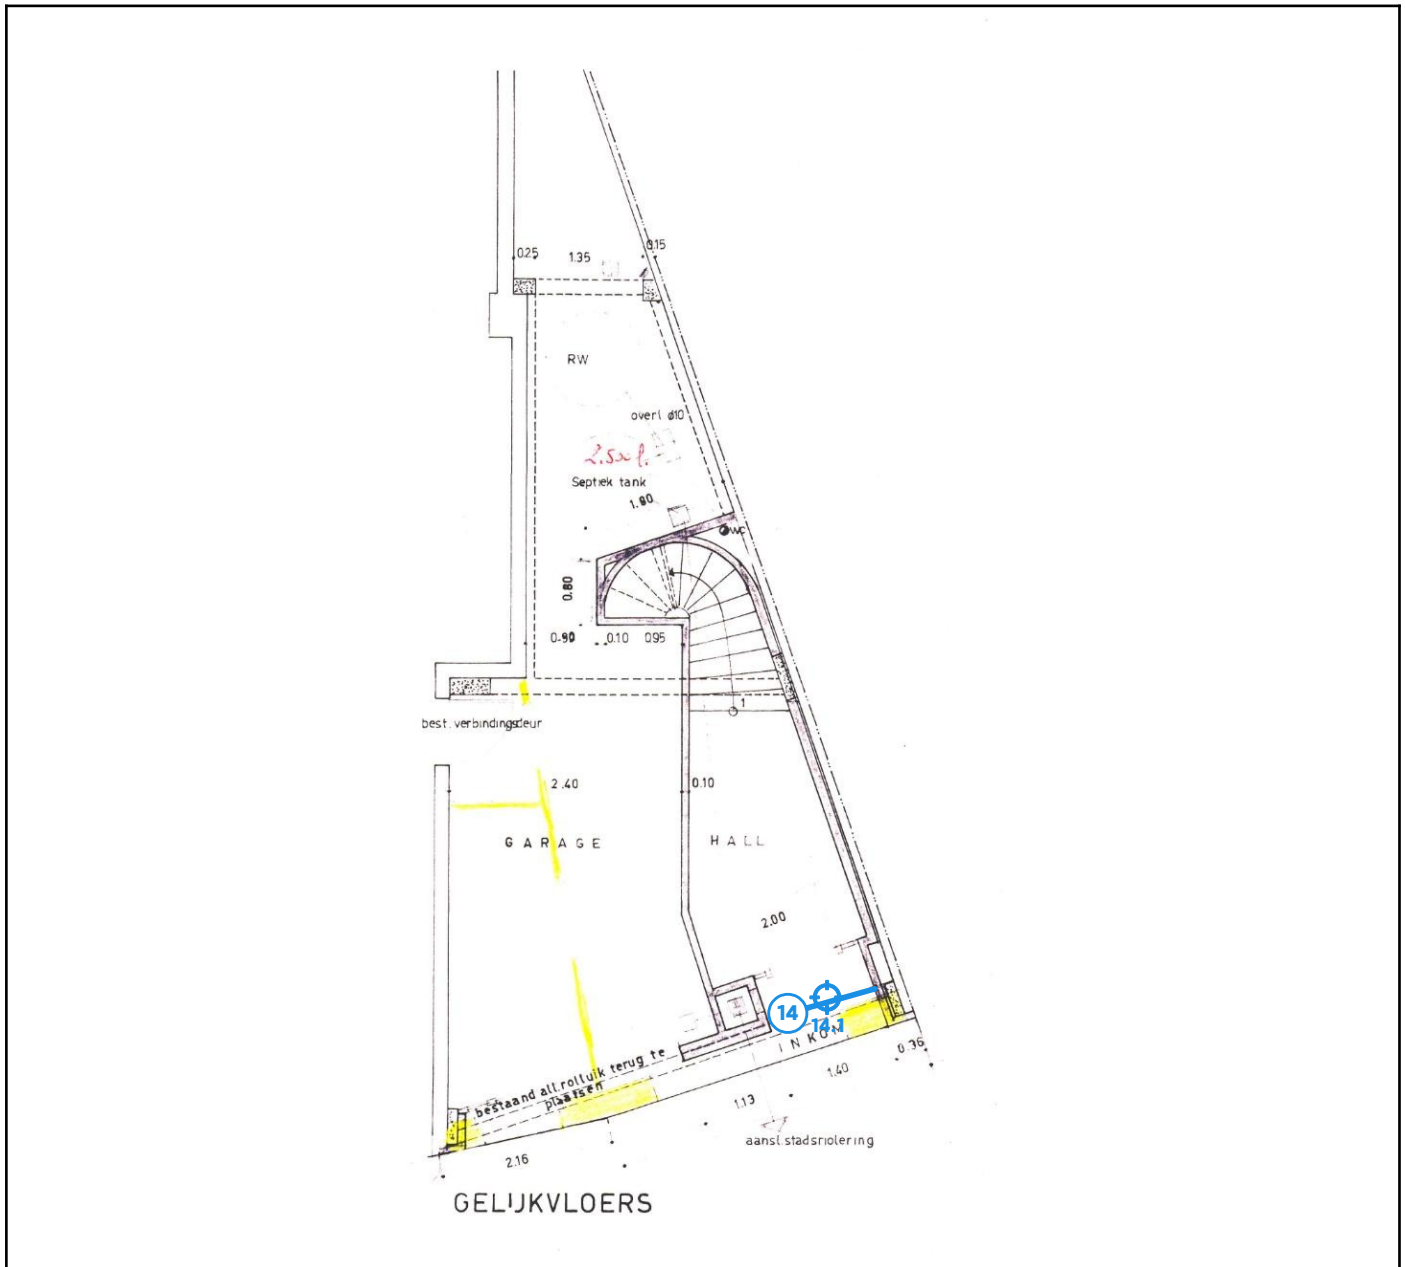 0.25
1.35
0.15
RW
overl ø10
2.500 l.
Septiek tank
1.80
WC
0.80
0.90
0.10
0.95
1
best. verbindingsdeur
2.40
0.10
GARAGE
HALL
2.00
14
14.1
INKOM
0.36
bestaand all.rolluik terug te
plaatsen
1.40
1.13
aansl.stadsriolering
2.16
GELIJKVLOERS